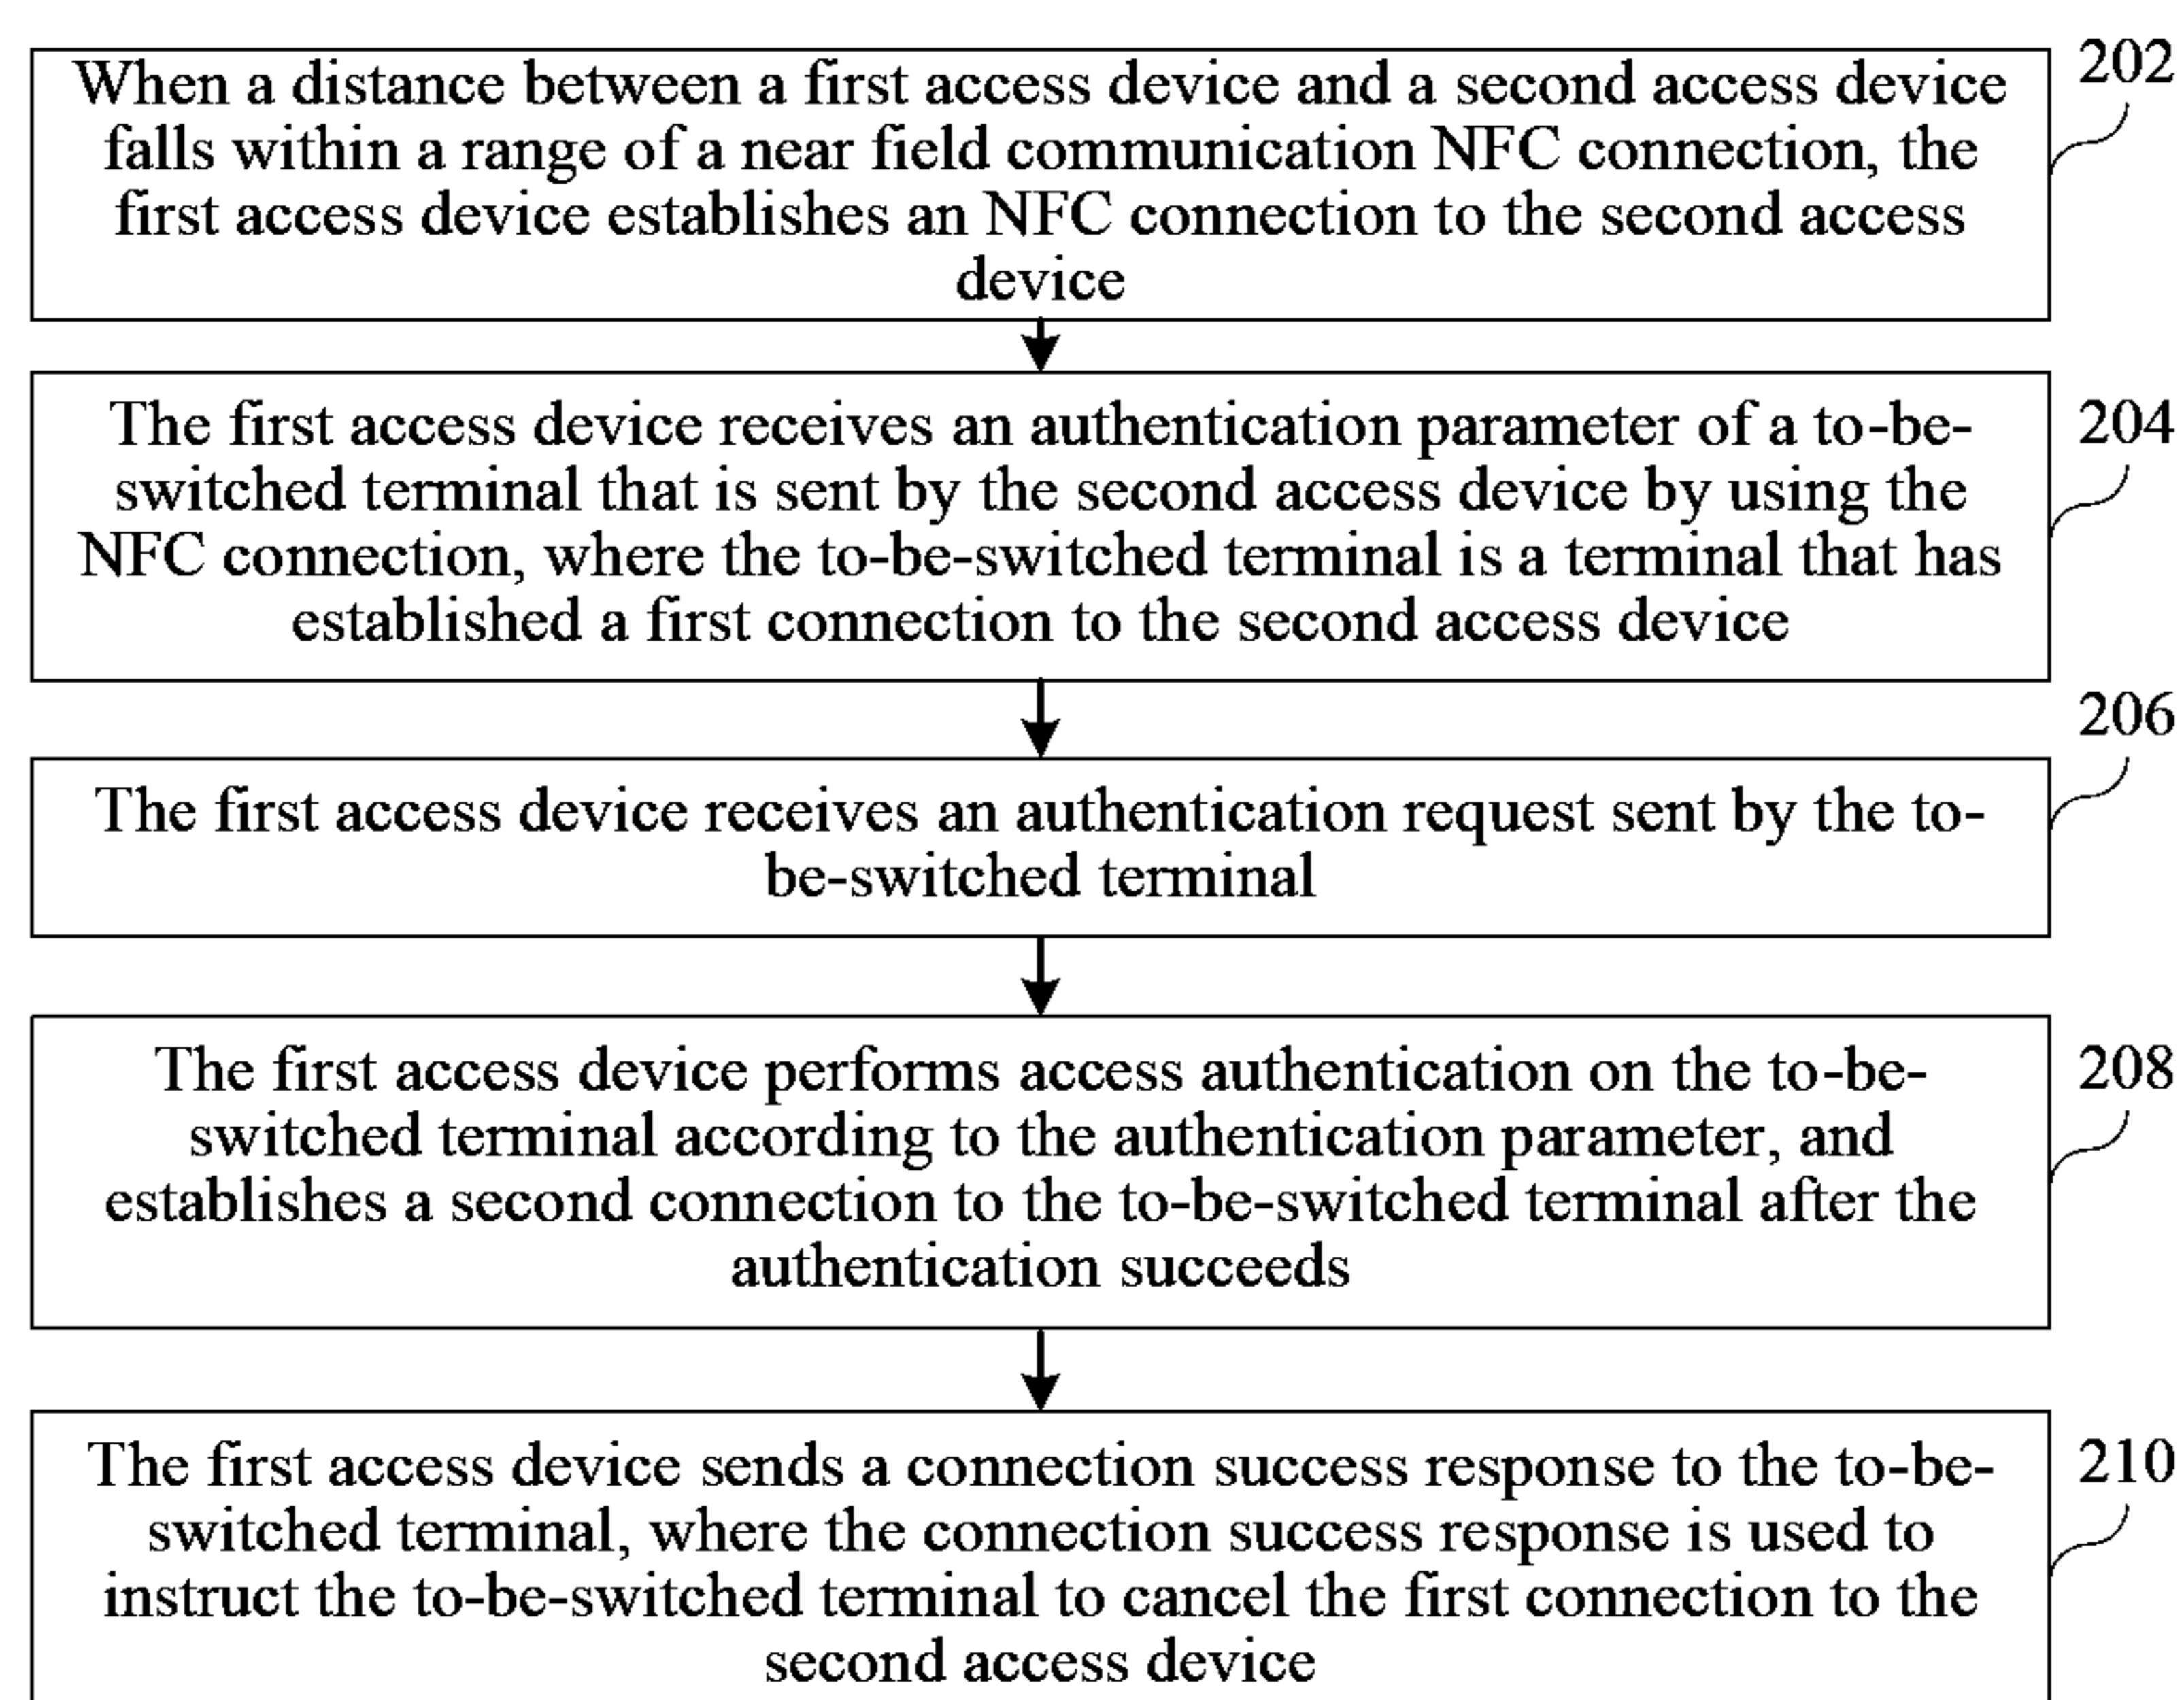 When a distance between a first access device and a second access device
falls within a range of a near field communication NFC connection, the
first access device establishes an NFC connection to the second access
device
202
The first access device receives an authentication parameter of a to-be-
switched terminal that is sent by the second access device by using the
NFC connection, where the to-be-switched terminal is a terminal that has
established a first connection to the second access device
204
The first access device receives an authentication request sent by the to-
be-switched terminal
206
The first access device performs access authentication on the to-be-
switched terminal according to the authentication parameter, and
establishes a second connection to the to-be-switched terminal after the
authentication succeeds
208
The first access device sends a connection success response to the to-be-
switched terminal, where the connection success response is used to
instruct the to-be-switched terminal to cancel the first connection to the
second access device
210